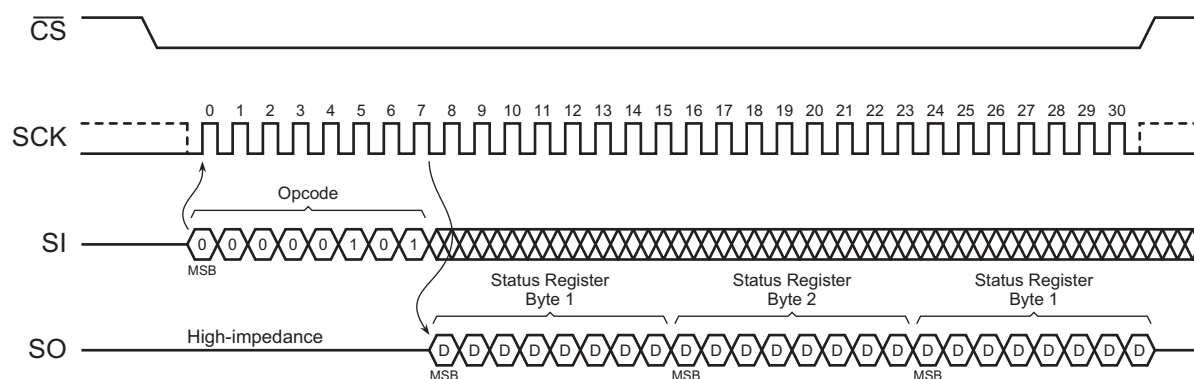 C̅S̅
0 1 2 3 4 5 6 7 8 9 10 11 12 13 14 15 16 17 18 19 20 21 22 23 24 25 26 27 28 29 30
SCK
Opcode
SI
0 0 0 0 0 1 0 1
MSB
Status Register
Byte 1
Status Register
Byte 2
Status Register
Byte 1
High-impedance
SO
D D D D D D D D D D D D D D D D D D D D D D D D
MSB MSB MSB